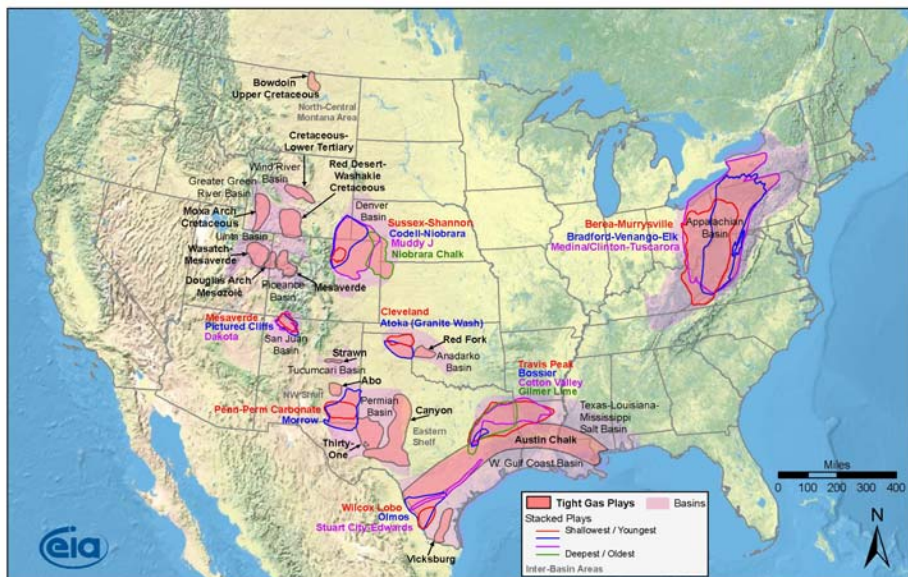 Bowdoin
Upper Cretaceous
North-Central
Montana Area
Cretaceous-
Lower Tertiary
Wind River
Basin
Red Desert-
Washakie
Cretaceous
Greater Green
River Basin
Moxa Arch
Cretaceous
Uinta Basin
Wasatch-
Mesaverde
Douglas Arch
Mesozoic
Piceance
Basin
Mesaverde
Denver
Basin
Sussex-Shannon
Codell-Niobrara
Muddy J
Niobrara Chalk
Berea-Murrysville
Bradford-Venango-Elk
Medina/Clinton-Tuscarora
Appalachian
Basin
Mesaverde
Pictured Cliffs
Dakota
San Juan
Basin
Cleveland
Atoka (Granite Wash)
Red Fork
Anadarko
Basin
Strawn
Tucumcari Basin
Abo
NW Shelf
Permian
Basin
Penn-Perm Carbonate
Morrow
Canyon
Eastern
Shelf
Thirty-
One
Travis Peak
Bossier
Cotton Valley
Gilmer Lime
Texas-Louisiana-
Mississippi
Salt Basin
Austin Chalk
W. Gulf Coast Basin
Wilcox Lobo
Olmos
Stuart City-Edwards
Vicksburg
Miles
0 100 200 300 400
N
Tight Gas Plays
Basins
Stacked Plays
Shallowest / Youngest
Deepest / Oldest
Inter-Basin Areas
eia